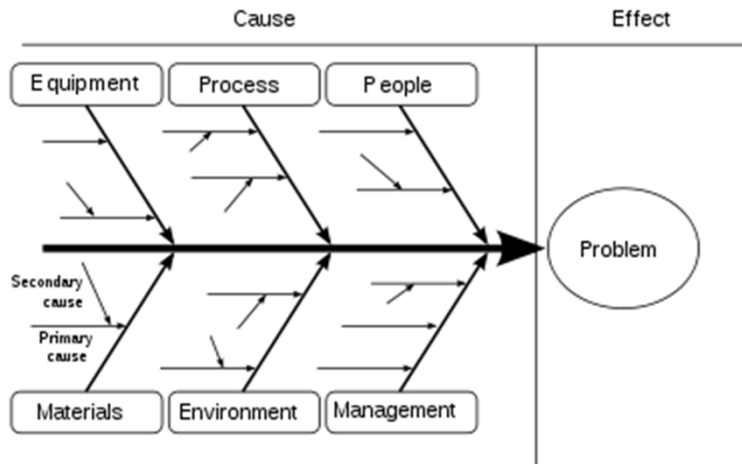 Cause
Effect
Equipment
Process
People
Problem
Secondary
cause
Primary
cause
Materials
Environment
Management